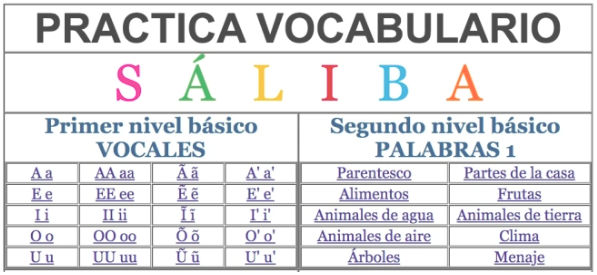 PRACTICA VOCABULARIO
S Á L I B A
Primer nivel básico
VOCALES
A a AA aa Ã ã A' a'
E e EE ee Ẽ ẽ E' e'
I i II ii Ĩ ĩ I' i'
O o OO oo Õ õ O' o'
U u UU uu Ũ ũ U' u'
Segundo nivel básico
PALABRAS 1
Parentesco Partes de la casa
Alimentos Frutas
Animales de agua Animales de tierra
Animales de aire Clima
Árboles Menaje